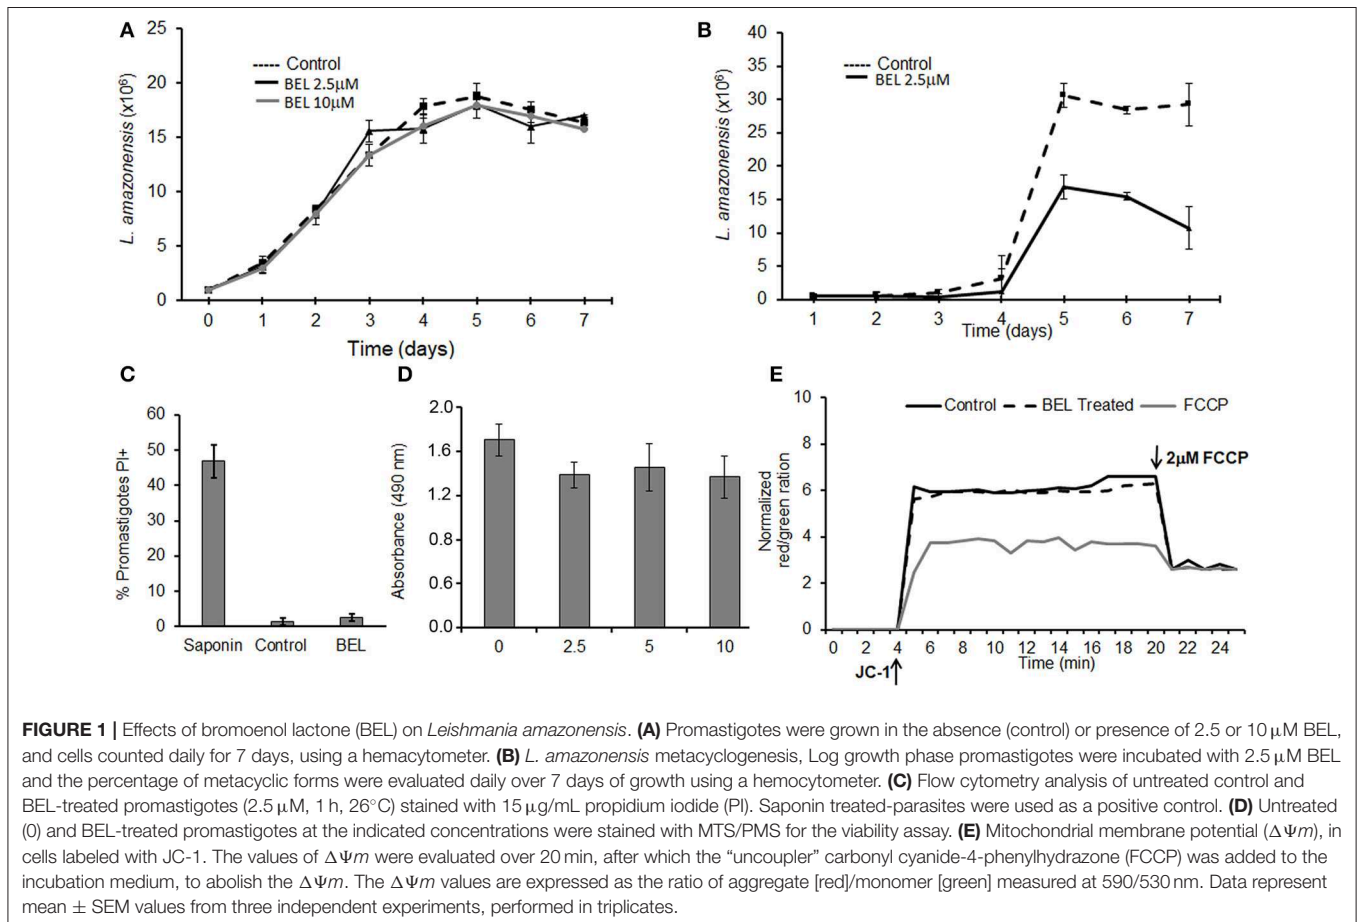 A
25
20
15
10
5
0
L. amazonensis (x10⁶)
Control
BEL 2.5µM
BEL 10µM
0 1 2 3 4 5 6 7
Time (days)
B
40
35
30
25
20
15
10
5
0
L. amazonensis (x10⁶)
Control
BEL 2.5µM
1 2 3 4 5 6 7
Time (days)
C
60
50
40
30
20
10
0
% Promastigotes PI+
Saponin Control BEL
D
2.0
1.6
1.2
0.6
0.0
Absorbance (490 nm)
0 2.5 5 10
E
10
8
6
4
2
0
Normalized
red/green ration
Control BEL Treated FCCP
2µM FCCP
0 2 4 6 8 10 12 14 16 18 20 22 24
JC-1
Time (min)
FIGURE 1 | Effects of bromoenol lactone (BEL) on Leishmania amazonensis. (A) Promastigotes were grown in the absence (control) or presence of 2.5 or 10 µM BEL,
and cells counted daily for 7 days, using a hemacytometer. (B) L. amazonensis metacyclogenesis, Log growth phase promastigotes were incubated with 2.5 µM BEL
and the percentage of metacyclic forms were evaluated daily over 7 days of growth using a hemocytometer. (C) Flow cytometry analysis of untreated control and
BEL-treated promastigotes (2.5 µM, 1 h, 26°C) stained with 15 µg/mL propidium iodide (PI). Saponin treated-parasites were used as a positive control. (D) Untreated
(0) and BEL-treated promastigotes at the indicated concentrations were stained with MTS/PMS for the viability assay. (E) Mitochondrial membrane potential (ΔΨm), in
cells labeled with JC-1. The values of ΔΨm were evaluated over 20 min, after which the “uncoupler” carbonyl cyanide-4-phenylhydrazone (FCCP) was added to the
incubation medium, to abolish the ΔΨm. The ΔΨm values are expressed as the ratio of aggregate [red]/monomer [green] measured at 590/530 nm. Data represent
mean ± SEM values from three independent experiments, performed in triplicates.